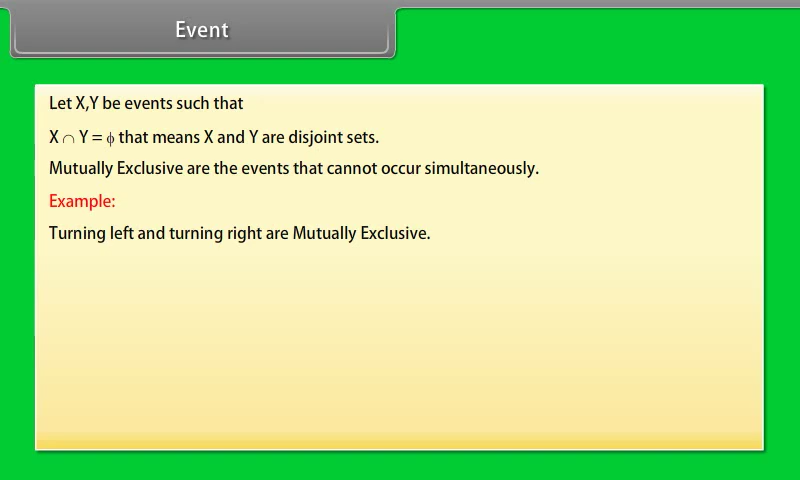 Event
Let X,Y be events such that
X ∩ Y = ϕ that means X and Y are disjoint sets.
Mutually Exclusive are the events that cannot occur simultaneously.
Example:
Turning left and turning right are Mutually Exclusive.